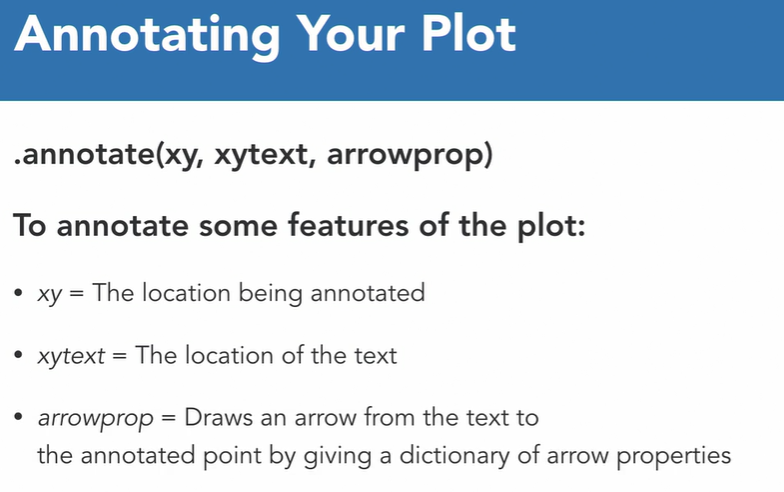 Annotating Your Plot
.annotate(xy, xytext, arrowprop)
To annotate some features of the plot:
• xy = The location being annotated
• xytext = The location of the text
• arrowprop = Draws an arrow from the text to
the annotated point by giving a dictionary of arrow properties